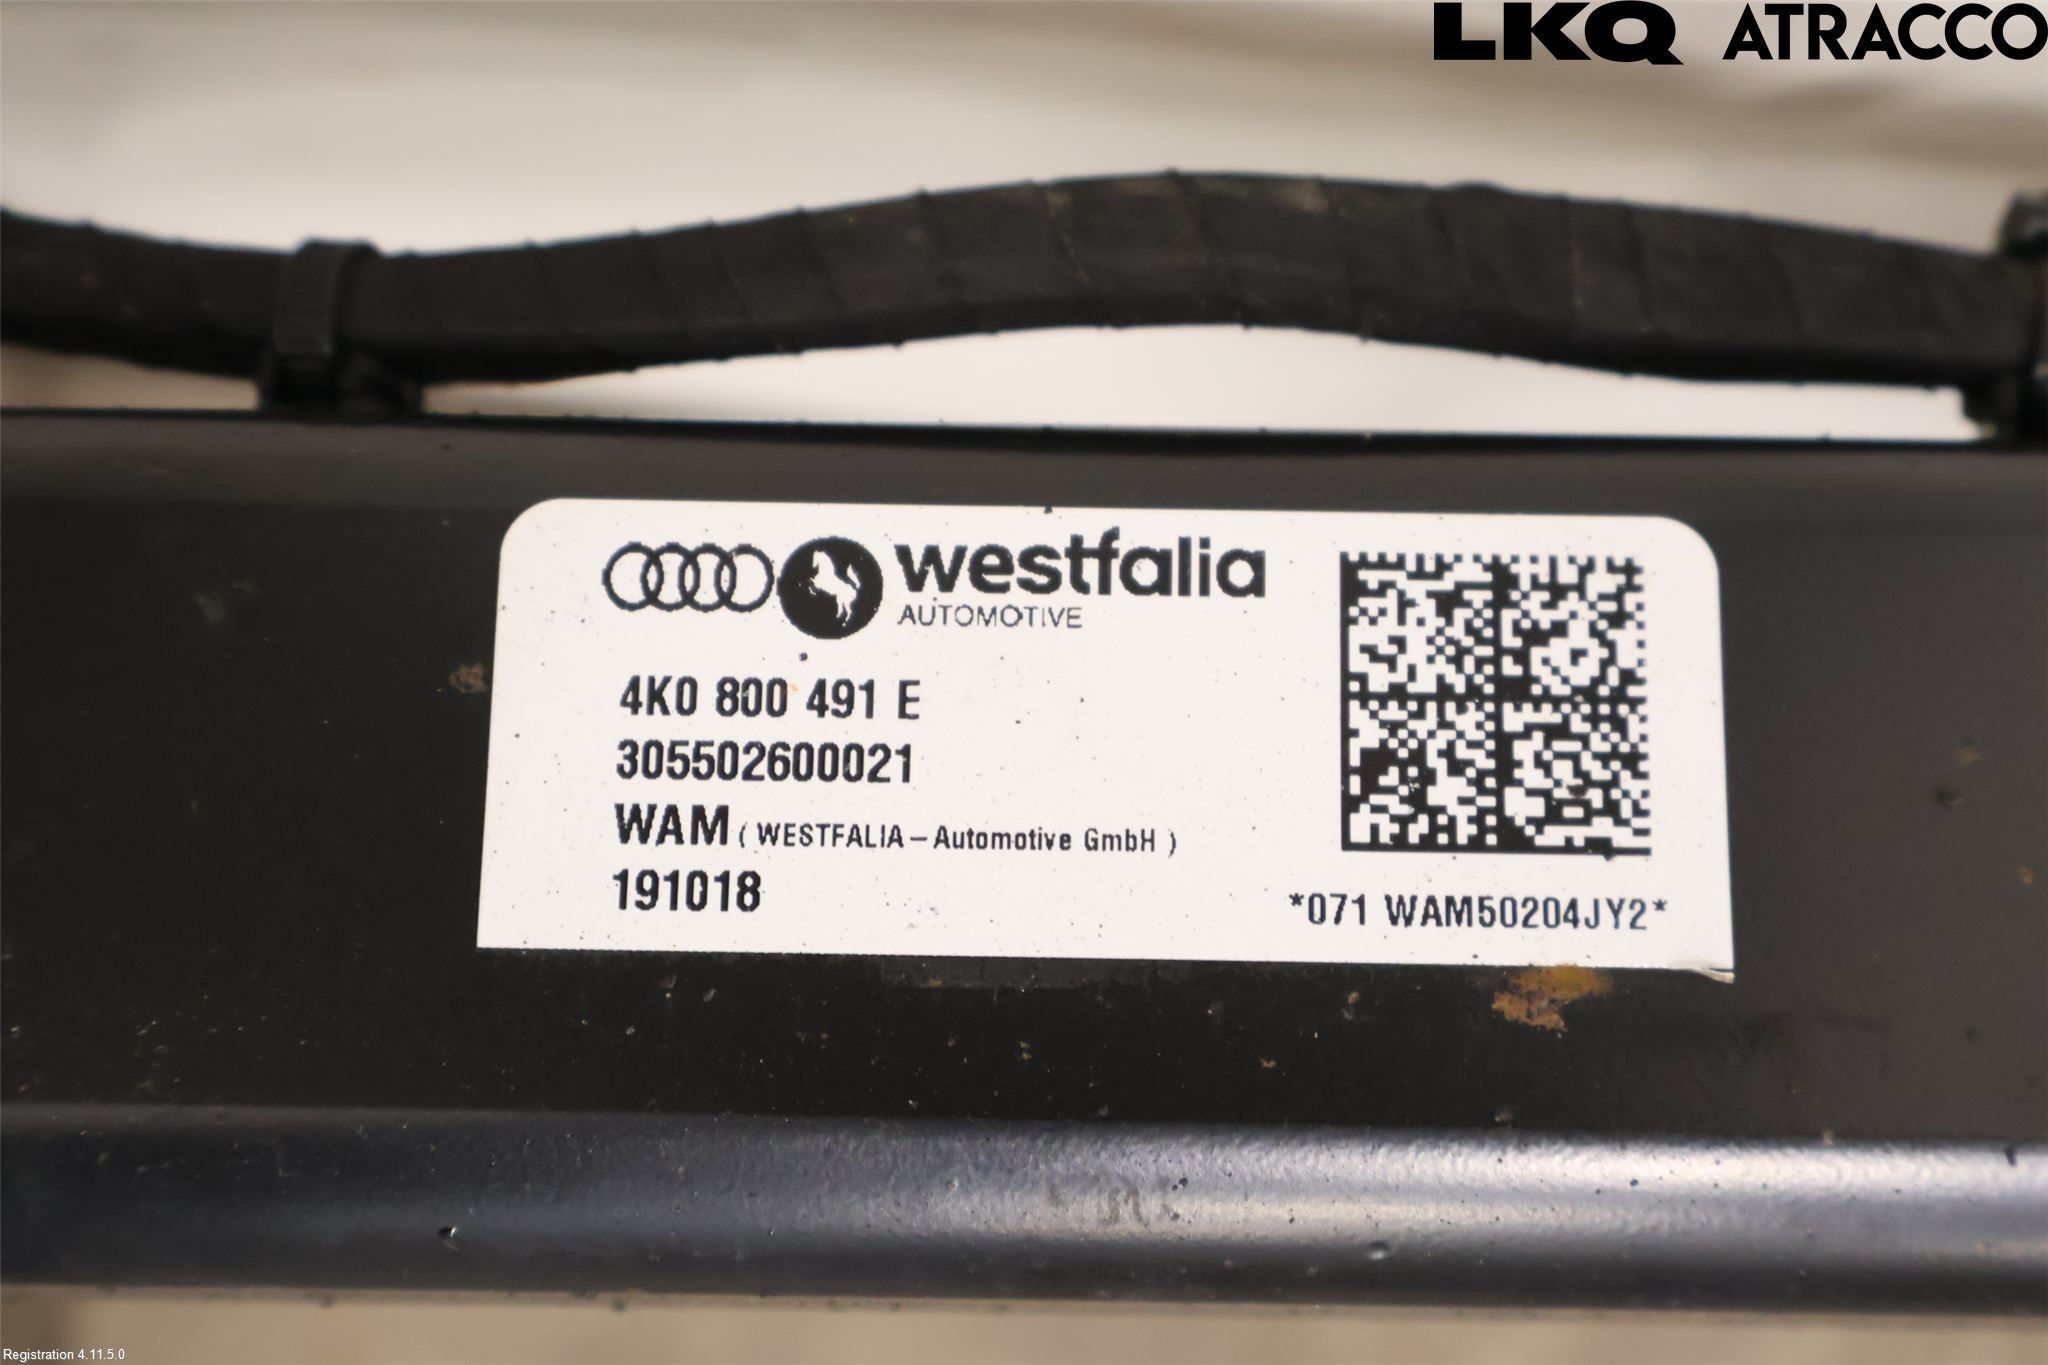 LKQ ATRACCO
westfalia
AUTOMOTIVE
4K0 800 491 E
305502600021
WAM ( WESTFALIA – Automotive GmbH )
191018
*071 WAM50204JY2*
Registration 4.11.5.0